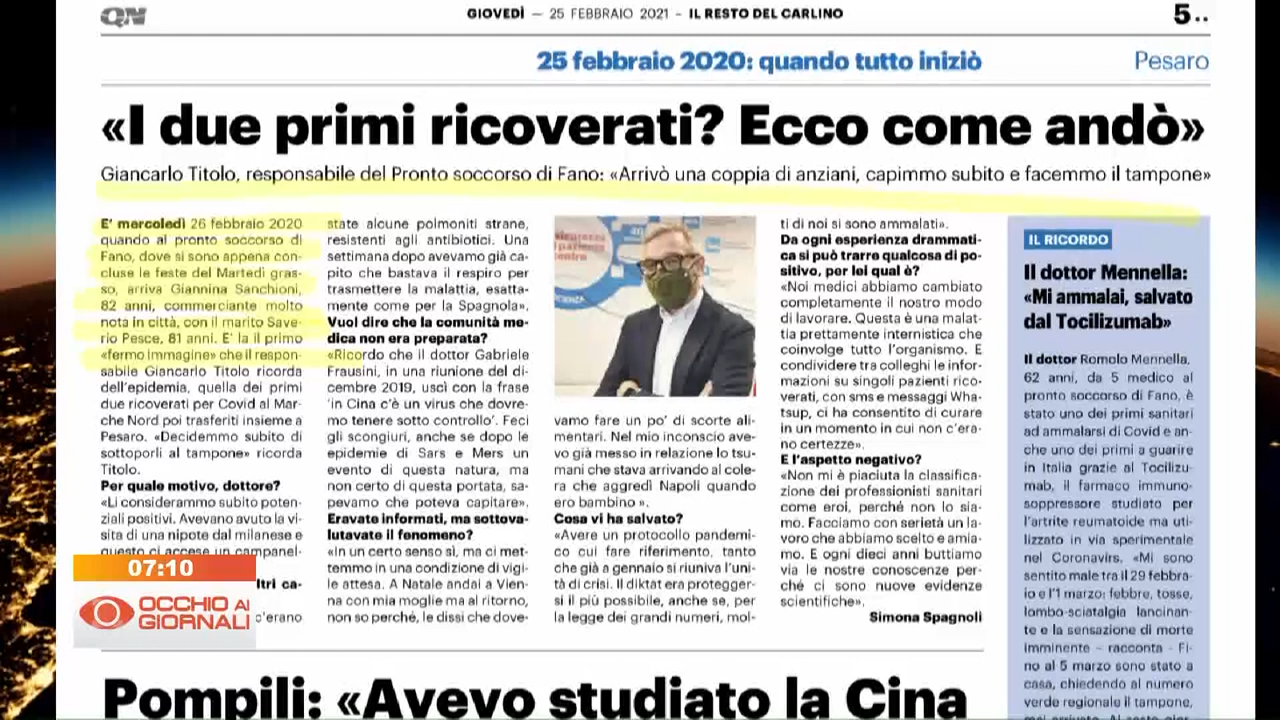 QN
GIOVEDÌ — 25 FEBBRAIO 2021 - IL RESTO DEL CARLINO
5..
25 febbraio 2020: quando tutto iniziò
Pesaro
«I due primi ricoverati? Ecco come andò»
Giancarlo Titolo, responsabile del Pronto soccorso di Fano: «Arrivò una coppia di anziani, capimmo subito e facemmo il tampone»
E' mercoledì 26 febbraio 2020
quando al pronto soccorso di
Fano, dove si sono appena con-
cluse le feste del Martedì gras-
so, arriva Giannina Sanchioni,
82 anni, commerciante molto
nota in città, con il marito Save-
rio Pesce, 81 anni. E' la il primo
«fermo immagine» che il respon-
sabile Giancarlo Titolo ricorda
dell'epidemia, quella dei primi
due ricoverati per Covid al Mar-
che Nord poi trasferiti insieme a
Pesaro. «Decidemmo subito di
sottoporli al tampone» ricorda
Titolo.
Per quale motivo, dottore?
«Li considerammo subito poten-
ziali positivi. Avevano avuto la vi-
sita di una nipote dal milanese e
questo ci accese un campanel-
ltri ca-
c'erano
state alcune polmoniti strane,
resistenti agli antibiotici. Una
settimana dopo avevamo già ca-
pito che bastava il respiro per
trasmettere la malattia, esatta-
mente come per la Spagnola».
Vuol dire che la comunità me-
dica non era preparata?
«Ricordo che il dottor Gabriele
Frausini, in una riunione del di-
cembre 2019, uscì con la frase
'in Cina c'è un virus che dovre-
mo tenere sotto controllo'. Feci
gli scongiuri, anche se dopo le
epidemie di Sars e Mers un
evento di questa natura, ma
non certo di questa portata, sa-
pevamo che poteva capitare».
Eravate informati, ma sottova-
lutavate il fenomeno?
«In un certo senso sì, ma ci met-
temmo in una condizione di vigi-
le attesa. A Natale andai a Vien-
na con mia moglie ma al ritorno,
non so perché, le dissi che dove-
vamo fare un po' di scorte ali-
mentari. Nel mio inconscio ave-
vo già messo in relazione lo tsu-
mani che stava arrivando al cole-
ra che aggredì Napoli quando
ero bambino ».
Cosa vi ha salvato?
«Avere un protocollo pandemi-
co cui fare riferimento, tanto
che già a gennaio si riuniva l'uni-
tà di crisi. Il diktat era protegger-
si il più possibile, anche se, per
la legge dei grandi numeri, mol-
ti di noi si sono ammalati».
Da ogni esperienza drammati-
ca si può trarre qualcosa di po-
sitivo, per lei qual è?
«Noi medici abbiamo cambiato
completamente il nostro modo
di lavorare. Questa è una malat-
tia prettamente internistica che
coinvolge tutto l'organismo. E
condividere tra colleghi le infor-
mazioni su singoli pazienti rico-
verati, con sms e messaggi Wha-
tsup, ci ha consentito di curare
in un momento in cui non c'era-
no certezze».
E l'aspetto negativo?
«Non mi è piaciuta la classifica-
zione dei professionisti sanitari
come eroi, perché non lo sia-
mo. Facciamo con serietà un la-
voro che abbiamo scelto e amia-
mo. E ogni dieci anni buttiamo
via le nostre conoscenze per-
ché ci sono nuove evidenze
scientifiche».
Simona Spagnoli
IL RICORDO
Il dottor Mennella:
«Mi ammalai, salvato
dal Tocilizumab»
Il dottor Romolo Mennella,
62 anni, da 5 medico al
pronto soccorso di Fano, è
stato uno dei primi sanitari
ad ammalarsi di Covid e an-
che uno dei primi a guarire
in Italia grazie al Tocilizu-
mab, il farmaco immuno-
soppressore studiato per
l'artrite reumatoide ma uti-
lizzato in via sperimentale
nel Coronavirs. «Mi sono
sentito male tra il 29 febbra-
io e l'1 marzo: febbre, tosse,
lombo-sciatalgia lancinan-
te e la sensazione di morte
imminente - racconta - Fi-
no al 5 marzo sono stato a
casa, chiedendo al numero
verde regionale il tampone,
07:10
OCCHIO AI
GIORNALI
Pompili: «Avevo studiato la Cina